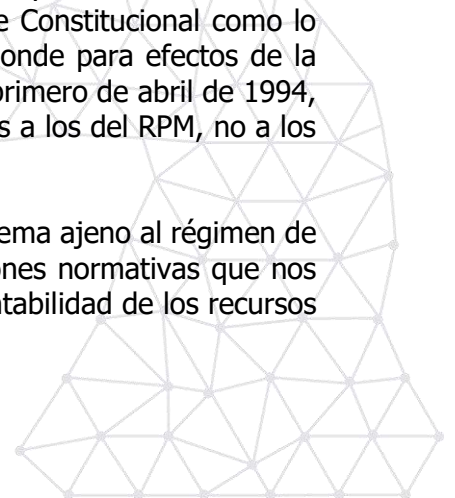 e Constitucional como lo
onde para efectos de la
primero de abril de 1994,
s a los del RPM, no a los
ema ajeno al régimen de
ones normativas que nos
ntabilidad de los recursos